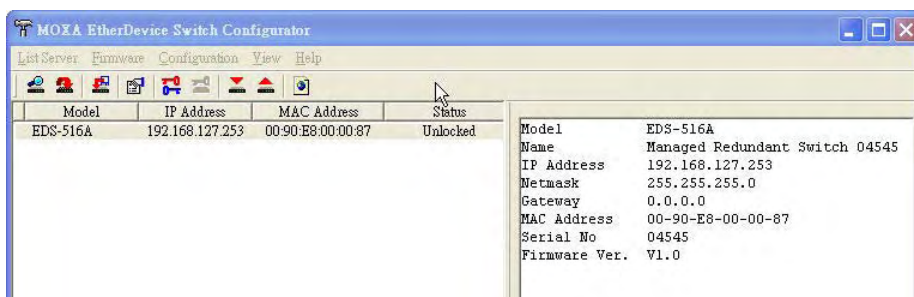 MOXA EtherDevice Switch Configurator
List Server Firmware Configuration View Help
Model IP Address MAC Address Status
EDS-516A 192.168.127.253 00:90:E8:00:00:87 Unlocked
Model EDS-516A
Name Managed Redundant Switch 04545
IP Address 192.168.127.253
Netmask 255.255.255.0
Gateway 0.0.0.0
MAC Address 00-90-E8-00-00-87
Serial No 04545
Firmware Ver. V1.0